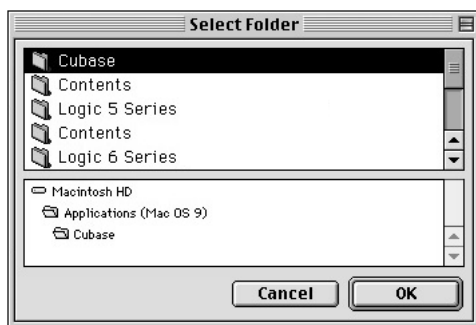 Select Folder
Cubase
Contents
Logic 5 Series
Contents
Logic 6 Series
Macintosh HD
Applications (Mac OS 9)
Cubase
Cancel OK